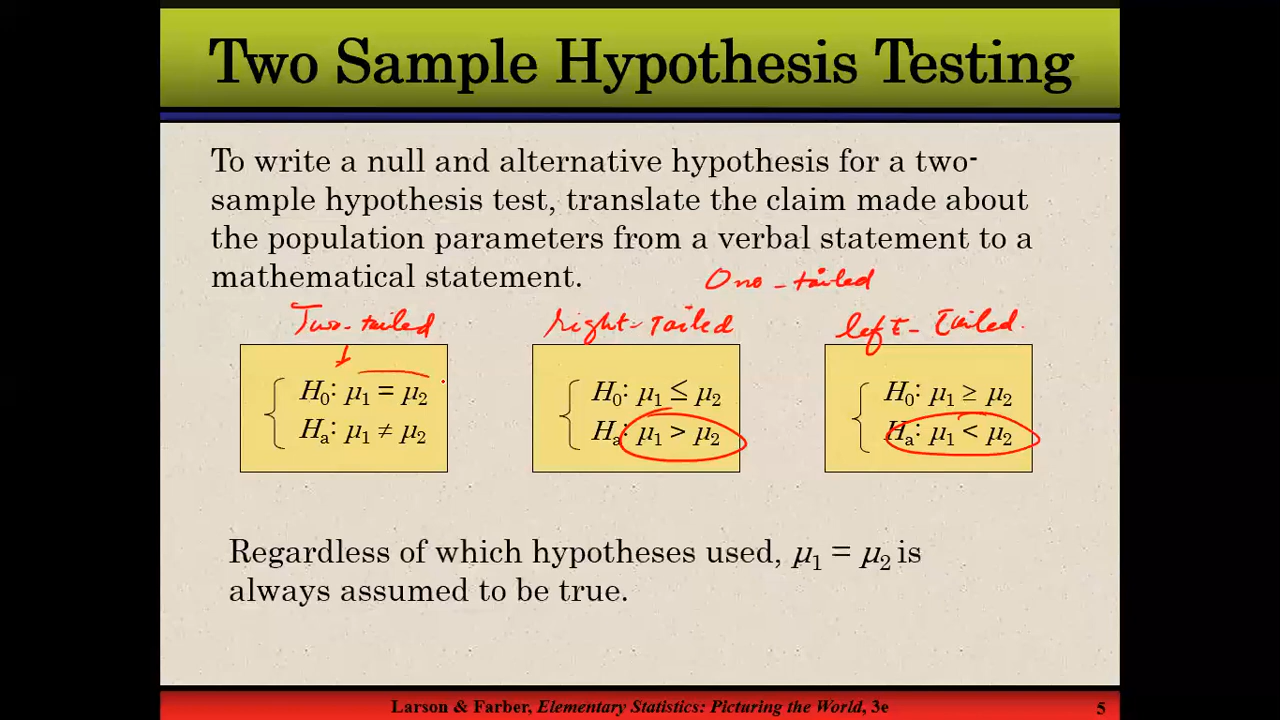 Two Sample Hypothesis Testing
To write a null and alternative hypothesis for a two-
sample hypothesis test, translate the claim made about
the population parameters from a verbal statement to a
mathematical statement.
One-tailed
Two-tailed
right-Tailed
left-Tailed.
H₀: μ₁ = μ₂
Hₐ: μ₁ ≠ μ₂
H₀: μ₁ ≤ μ₂
Hₐ: μ₁ > μ₂
H₀: μ₁ ≥ μ₂
Hₐ: μ₁ < μ₂
Regardless of which hypotheses used, μ₁ = μ₂ is
always assumed to be true.
Larson & Farber, Elementary Statistics: Picturing the World, 3e
5